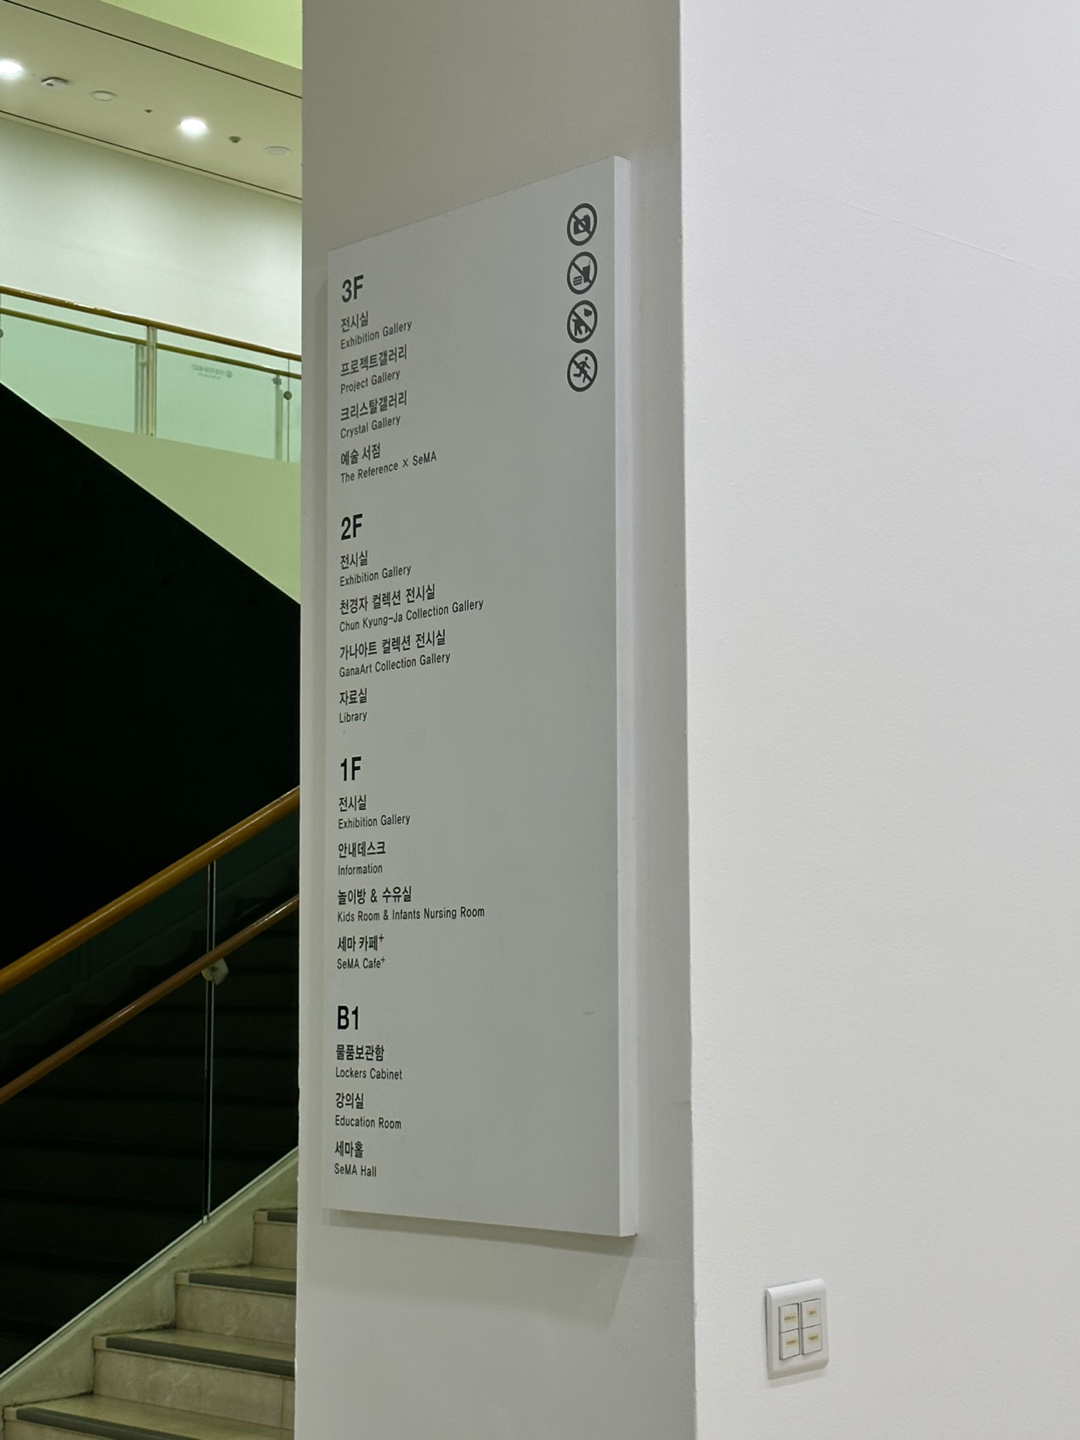 3F
전시실
Exhibition Gallery
프로젝트갤러리
Project Gallery
크리스탈갤러리
Crystal Gallery
예술 서점
The Reference × SeMA
2F
전시실
Exhibition Gallery
천경자 컬렉션 전시실
Chun Kyung-Ja Collection Gallery
가나아트 컬렉션 전시실
GanaArt Collection Gallery
자료실
Library
1F
전시실
Exhibition Gallery
안내데스크
Information
놀이방 & 수유실
Kids Room & Infants Nursing Room
세마 카페+
SeMA Cafe+
B1
물품보관함
Lockers Cabinet
강의실
Education Room
세마홀
SeMA Hall